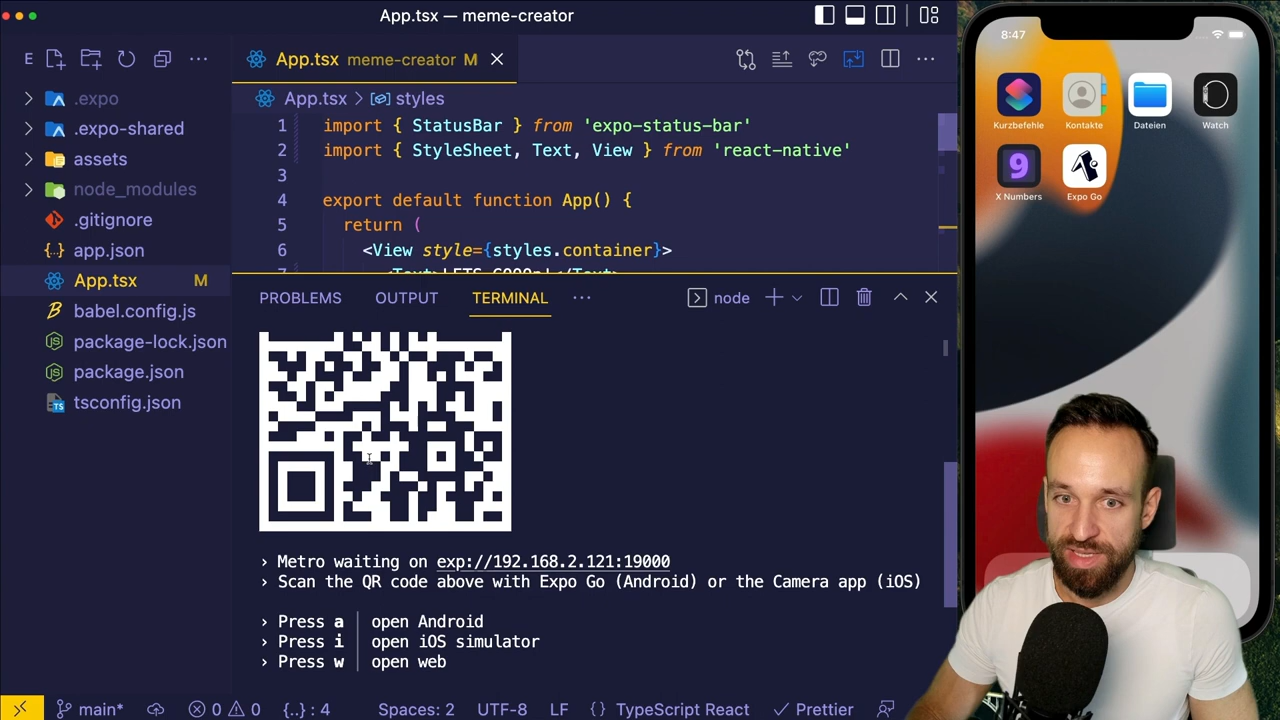 App.tsx — meme-creator
8:47
E
App.tsx meme-creator M
.expo
.expo-shared
assets
node_modules
.gitignore
app.json
App.tsx M
babel.config.js
package-lock.json
package.json
tsconfig.json
App.tsx > styles
1 import { StatusBar } from 'expo-status-bar'
2 import { StyleSheet, Text, View } from 'react-native'
3
4 export default function App() {
5 return (
6 <View style={styles.container}>
PROBLEMS OUTPUT TERMINAL ··· node
› Metro waiting on exp://192.168.2.121:19000
› Scan the QR code above with Expo Go (Android) or the Camera app (iOS)
› Press a │ open Android
› Press i │ open iOS simulator
› Press w │ open web
main* 0 0 {..} : 4 Spaces: 2 UTF-8 LF {} TypeScript React Prettier
Kurzbefehle Kontakte Dateien Watch
9
X Numbers Expo Go